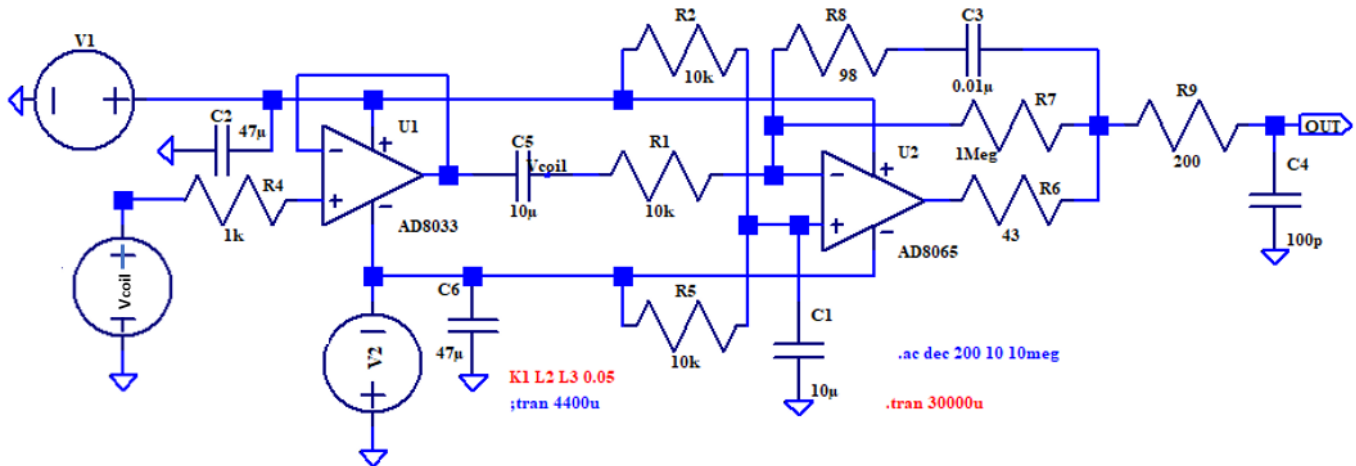 V1
C2
47µ
R4
1k
Vcoil
U1
AD8033
C5
Vcoil
10µ
R1
10k
R2
10k
R8
98
C3
0.01µ
R7
1Meg
R9
200
OUT
C4
100p
U2
AD8065
R6
43
V2
C6
47µ
R5
10k
C1
10µ
K1 L2 L3 0.05
;tran 4400u
.ac dec 200 10 10meg
.tran 30000u